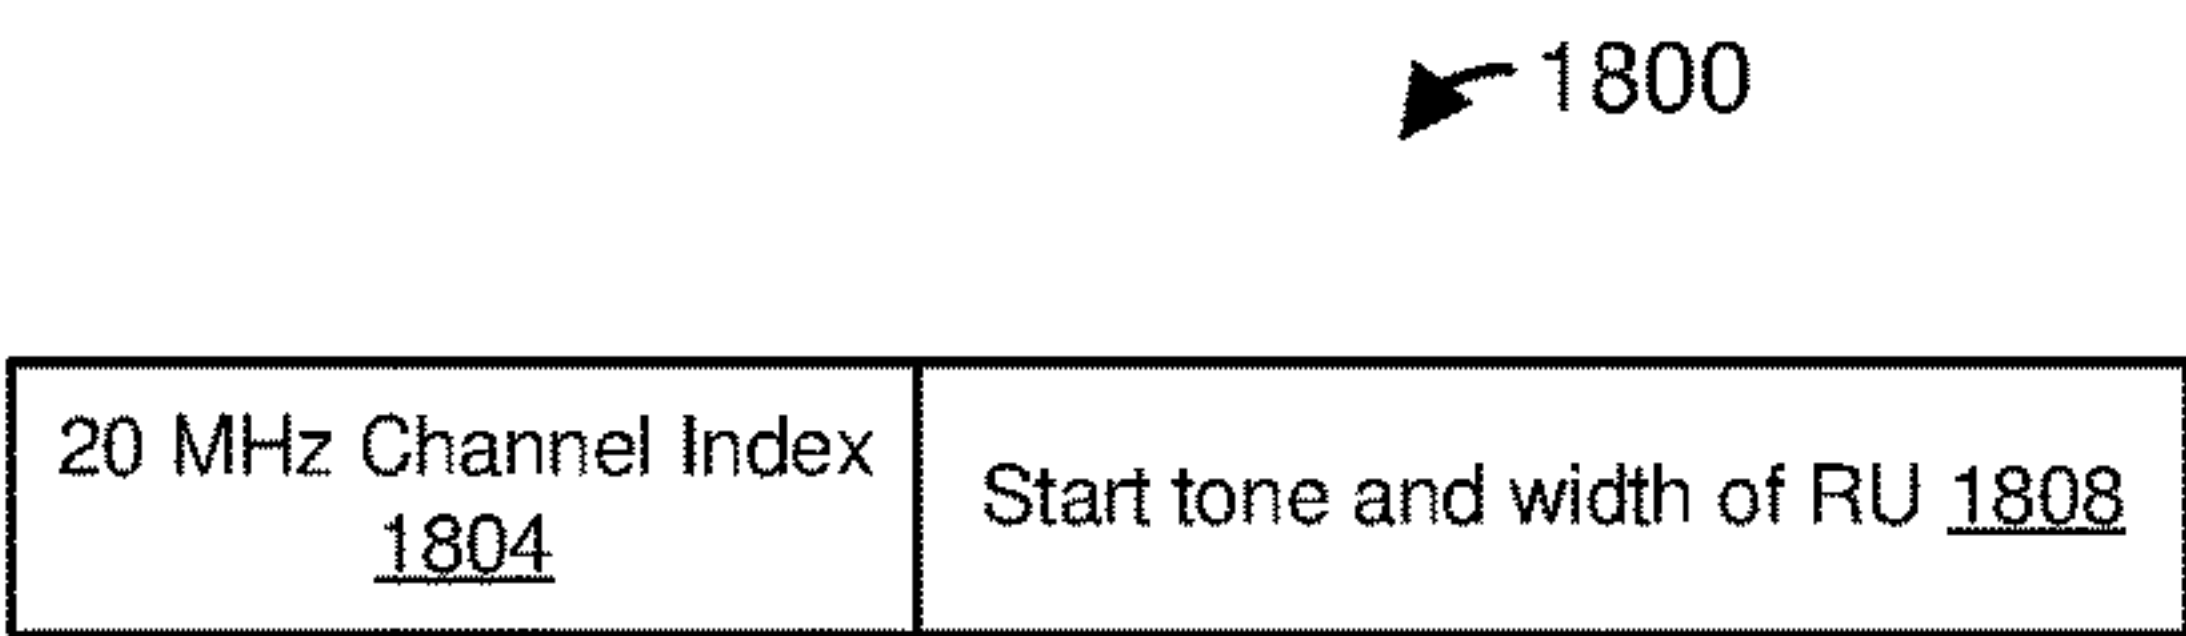 1800
20 MHz Channel Index
1804
Start tone and width of RU 1808